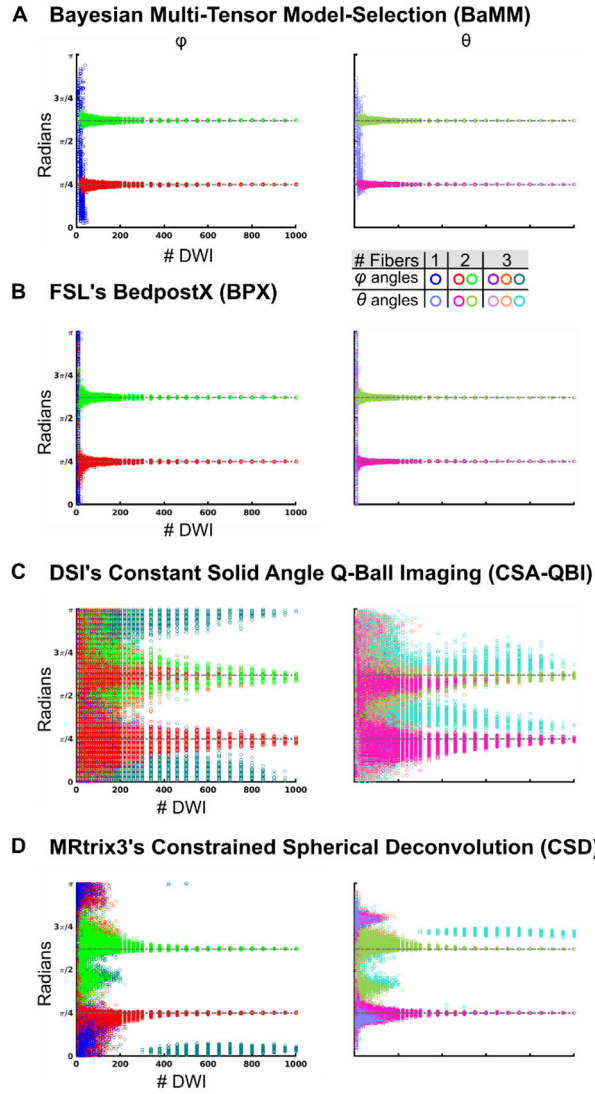 A Bayesian Multi-Tensor Model-Selection (BaMM)
φ θ
π
3π/4
Radians
π/2
π/4
0
0 200 400 600 800 1000
# DWI
# Fibers 1 2 3
φ angles
θ angles
B FSL's BedpostX (BPX)
π
3π/4
Radians
π/2
π/4
0
0 200 400 600 800 1000
# DWI
C DSI's Constant Solid Angle Q-Ball Imaging (CSA-QBI)
π
3π/4
Radians
π/2
π/4
0
0 200 400 600 800 1000
# DWI
D MRtrix3's Constrained Spherical Deconvolution (CSD)
π
3π/4
Radians
π/2
π/4
0
0 200 400 600 800 1000
# DWI